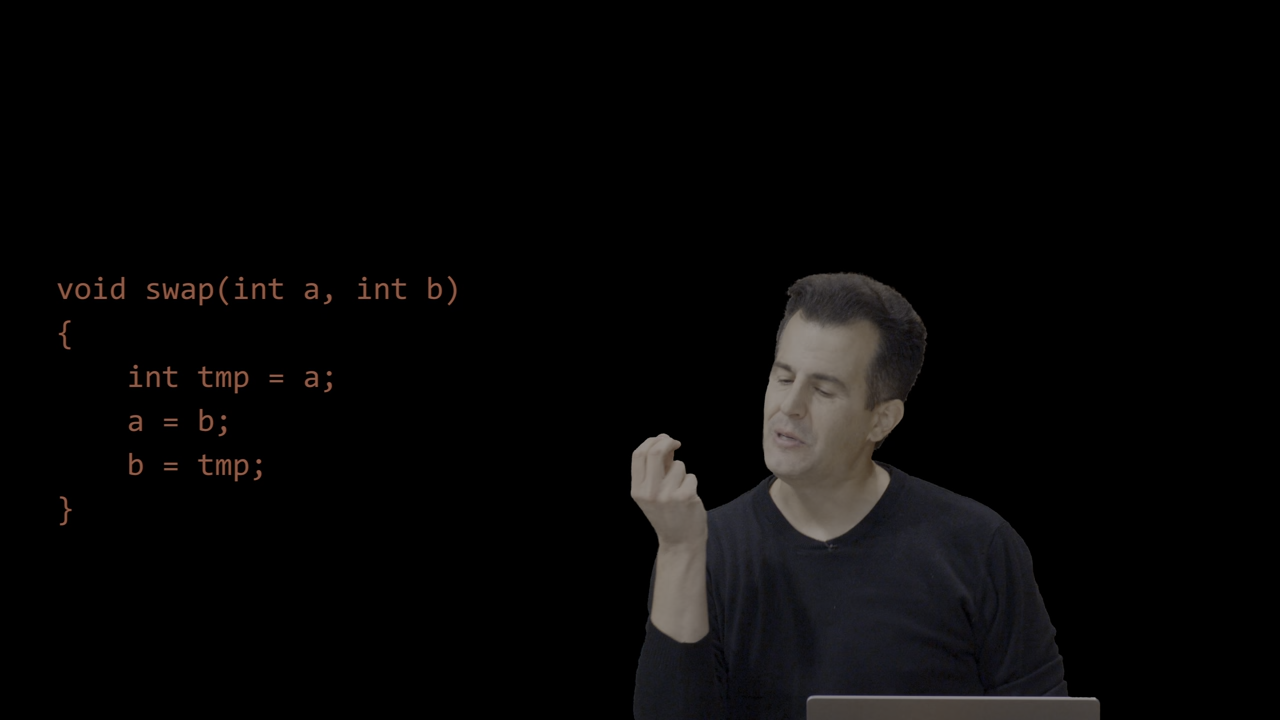 void swap(int a, int b)
{
    int tmp = a;
    a = b;
    b = tmp;
}